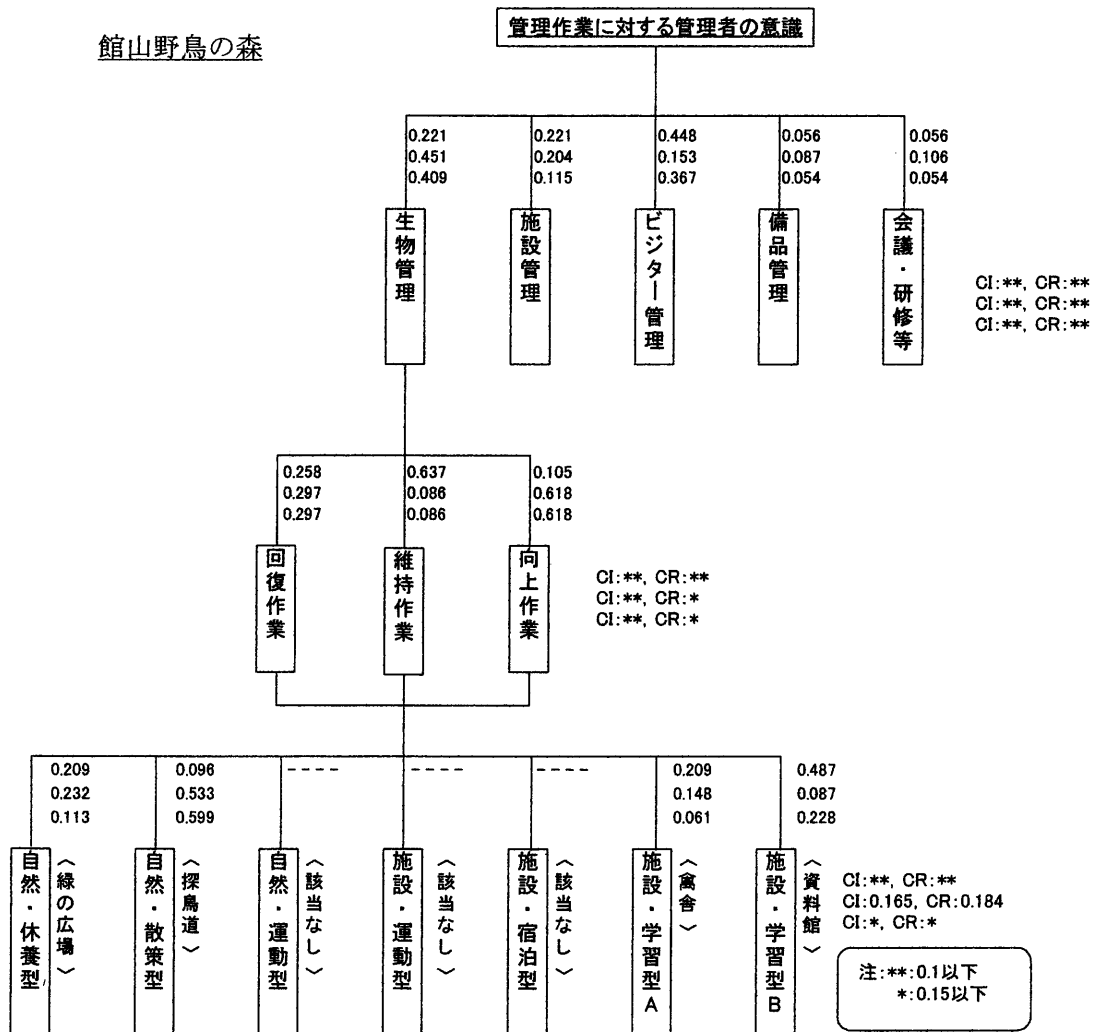 館山野鳥の森
管理作業に対する管理者の意識
0.221
0.451
0.409
0.221
0.204
0.115
0.448
0.153
0.367
0.056
0.087
0.054
0.056
0.106
0.054
生物管理
施設管理
ビジター管理
備品管理
会議・研修等
CI:**, CR:**
CI:**, CR:**
CI:**, CR:**
0.258
0.297
0.297
0.637
0.086
0.086
0.105
0.618
0.618
回復作業
維持作業
向上作業
CI:**, CR:**
CI:**, CR:*
CI:**, CR:*
0.209
0.232
0.113
0.096
0.533
0.599
-----
-----
-----
0.209
0.148
0.061
0.487
0.087
0.228
自然・休養型
〈緑の広場〉
自然・散策型
〈探鳥道〉
自然・運動型
〈該当なし〉
施設・運動型
〈該当なし〉
施設・宿泊型
〈該当なし〉
施設・学習型A
〈禽舎〉
施設・学習型B
〈資料館〉
CI:**, CR:**
CI:0.165, CR:0.184
CI:*, CR:*
注:**:0.1以下
*:0.15以下